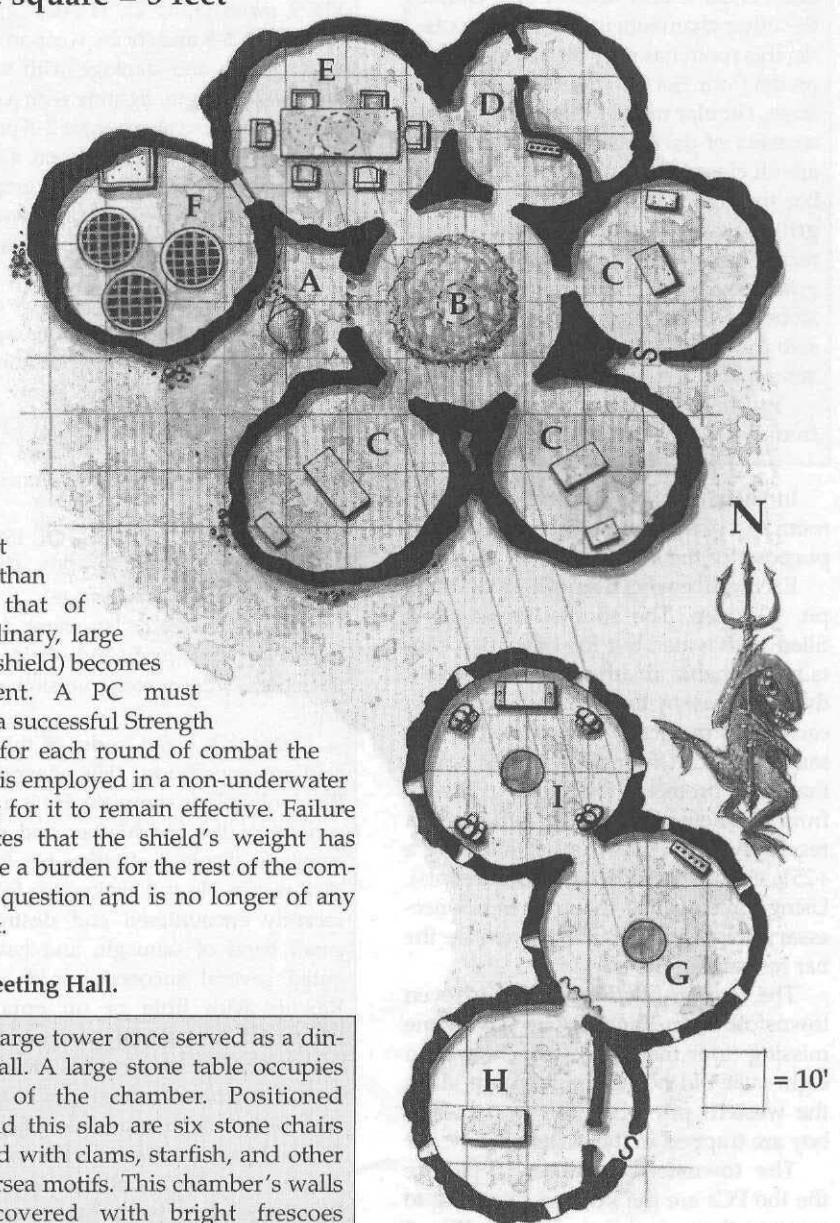 square = 5 feet
E
D
F
C
A
B
S
C
C
N
than
that of
large
shield) becomes
A PC must
a successful Strength
for each round of combat the
is employed in a non-underwater
for it to remain effective. Failure
that the shield's weight has
a burden for the rest of the com-
question and is no longer of any
I
G
eeting Hall.
arge tower once served as a din-
all. A large stone table occupies
of the chamber. Positioned
this slab are six stone chairs
with clams, starfish, and other
sea motifs. This chamber's walls
covered with bright frescoes
H
S
= 10'